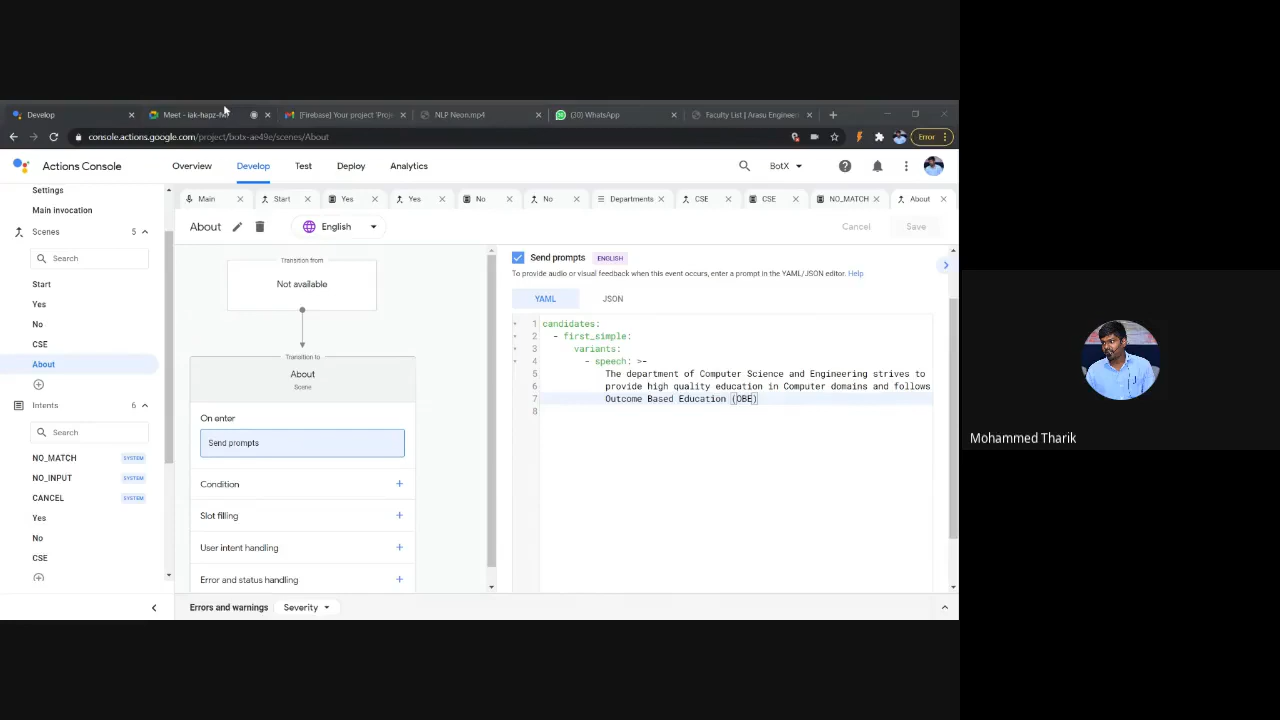 Develop
Meet - iak-hapz-fw
[Firebase] Your project 'Proje
NLP Neon.mp4
(20) WhatsApp
Faculty List | Arasu Engineeri
console.actions.google.com/project/botx-ae49e/scenes/About
Error
Actions Console
Overview
Develop
Test
Deploy
Analytics
BotX
Settings
Main invocation
Scenes
5
Search
Start
Yes
No
CSE
About
Intents
6
Search
NO_MATCH
SYSTEM
NO_INPUT
SYSTEM
CANCEL
SYSTEM
Yes
No
CSE
Main
Start
Yes
Yes
No
No
Departments
CSE
CSE
NO_MATCH
About
About
English
Cancel
Save
Transition from
Not available
Transition to
About
Scene
On enter
Send prompts
Condition
Slot filling
User intent handling
Error and status handling
Send prompts
ENGLISH
To provide audio or visual feedback when this event occurs, enter a prompt in the YAML/JSON editor. Help
YAML
JSON
1 candidates:
2 - first_simple:
3 variants:
4 - speech: >-
5 The department of Computer Science and Engineering strives to
6 provide high quality education in Computer domains and follows
7 Outcome Based Education (OBE)
8
Errors and warnings
Severity
Mohammed Tharik